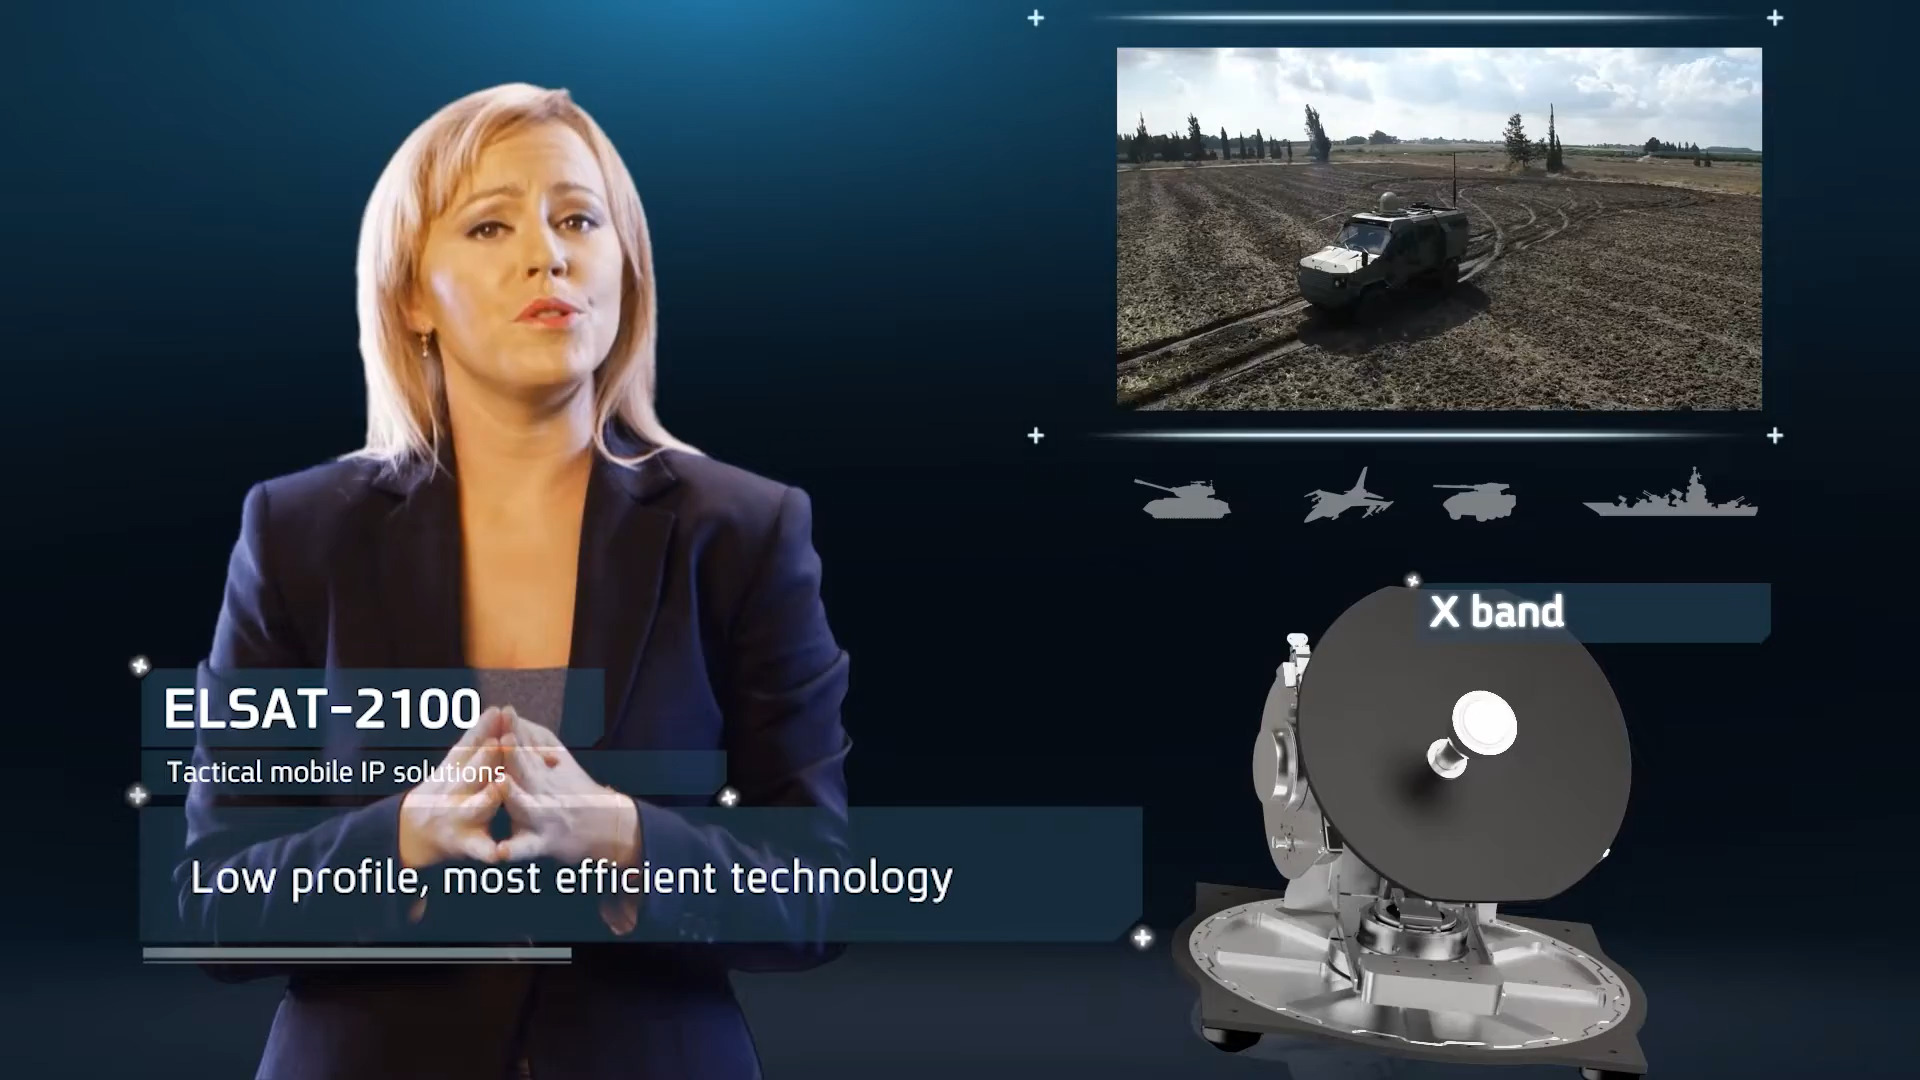 X band
ELSAT-2100
Tactical mobile IP solutions
Low profile, most efficient technology